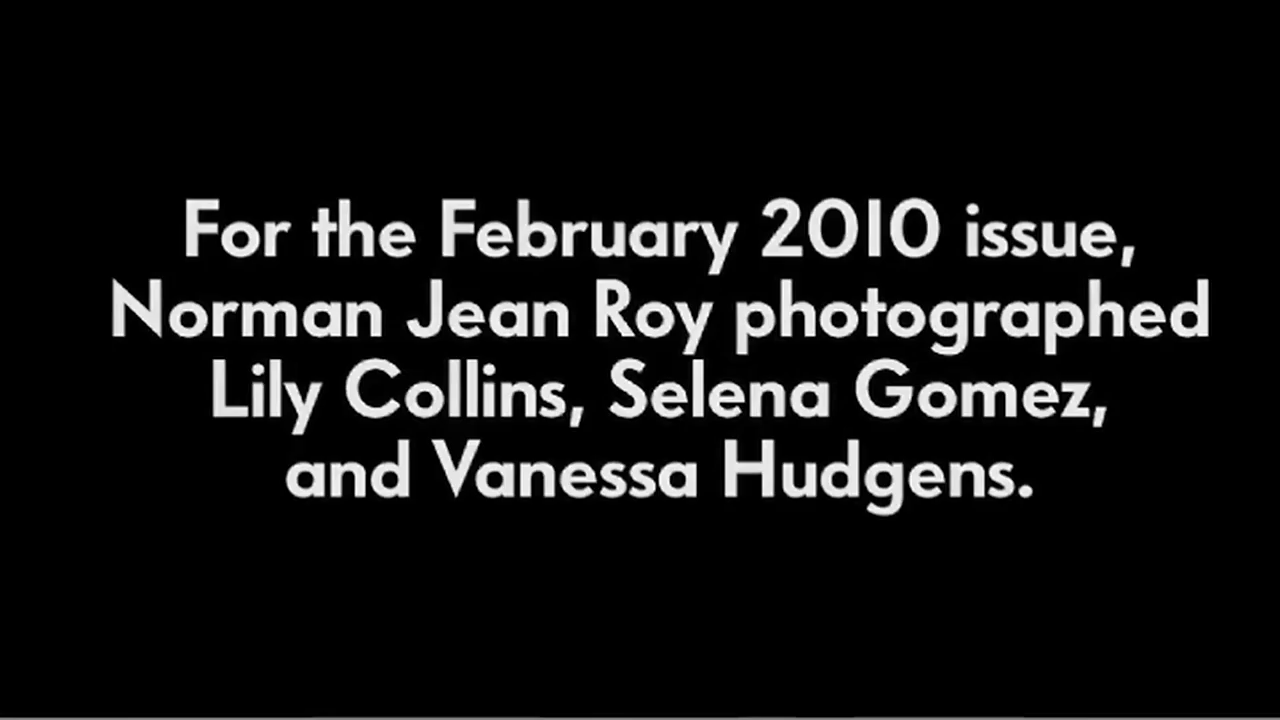 For the February 2010 issue,
Norman Jean Roy photographed
Lily Collins, Selena Gomez,
and Vanessa Hudgens.